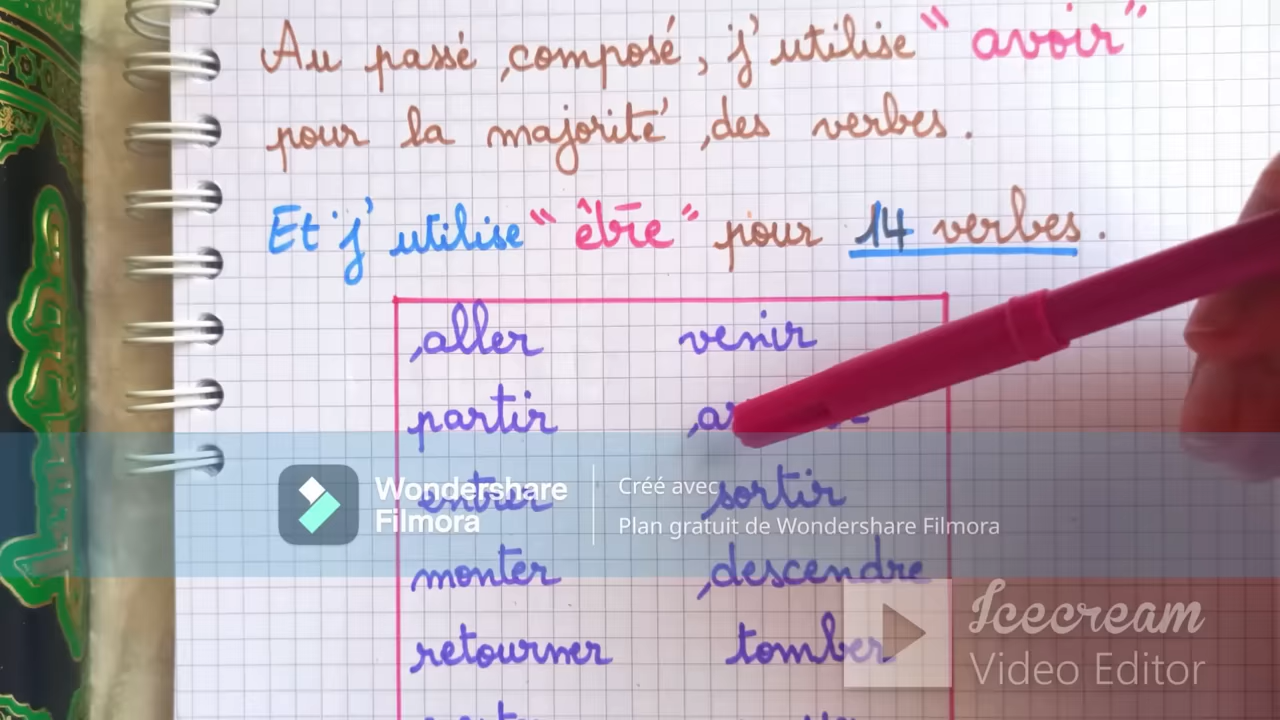 Au passé composé, j'utilise "avoir"
pour la majorité des verbes.
Et j'utilise "être" pour 14 verbes.
aller venir
partir
entrer sortir
monter descendre
retourner tomber
Wondershare
Filmora
Créé avec
Plan gratuit de Wondershare Filmora
Icecream
Video Editor